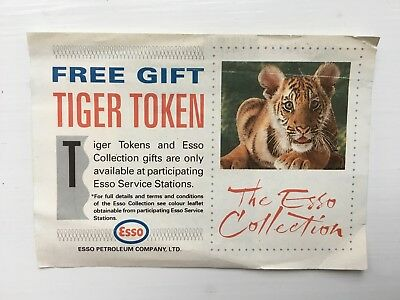 FREE GIFT
TIGER TOKEN
Tiger Tokens and Esso
Collection gifts are only
available at participating
Esso Service Stations.
*For full details and terms and conditions
of the Esso Collection see colour leaflet
obtainable from participating Esso Service
Stations.
Esso
ESSO PETROLEUM COMPANY, LTD.
The Esso
Collection